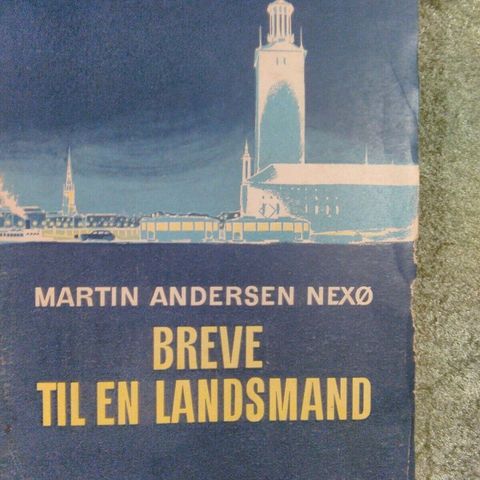 MARTIN ANDERSEN NEXØ
BREVE
TIL EN LANDSMAND